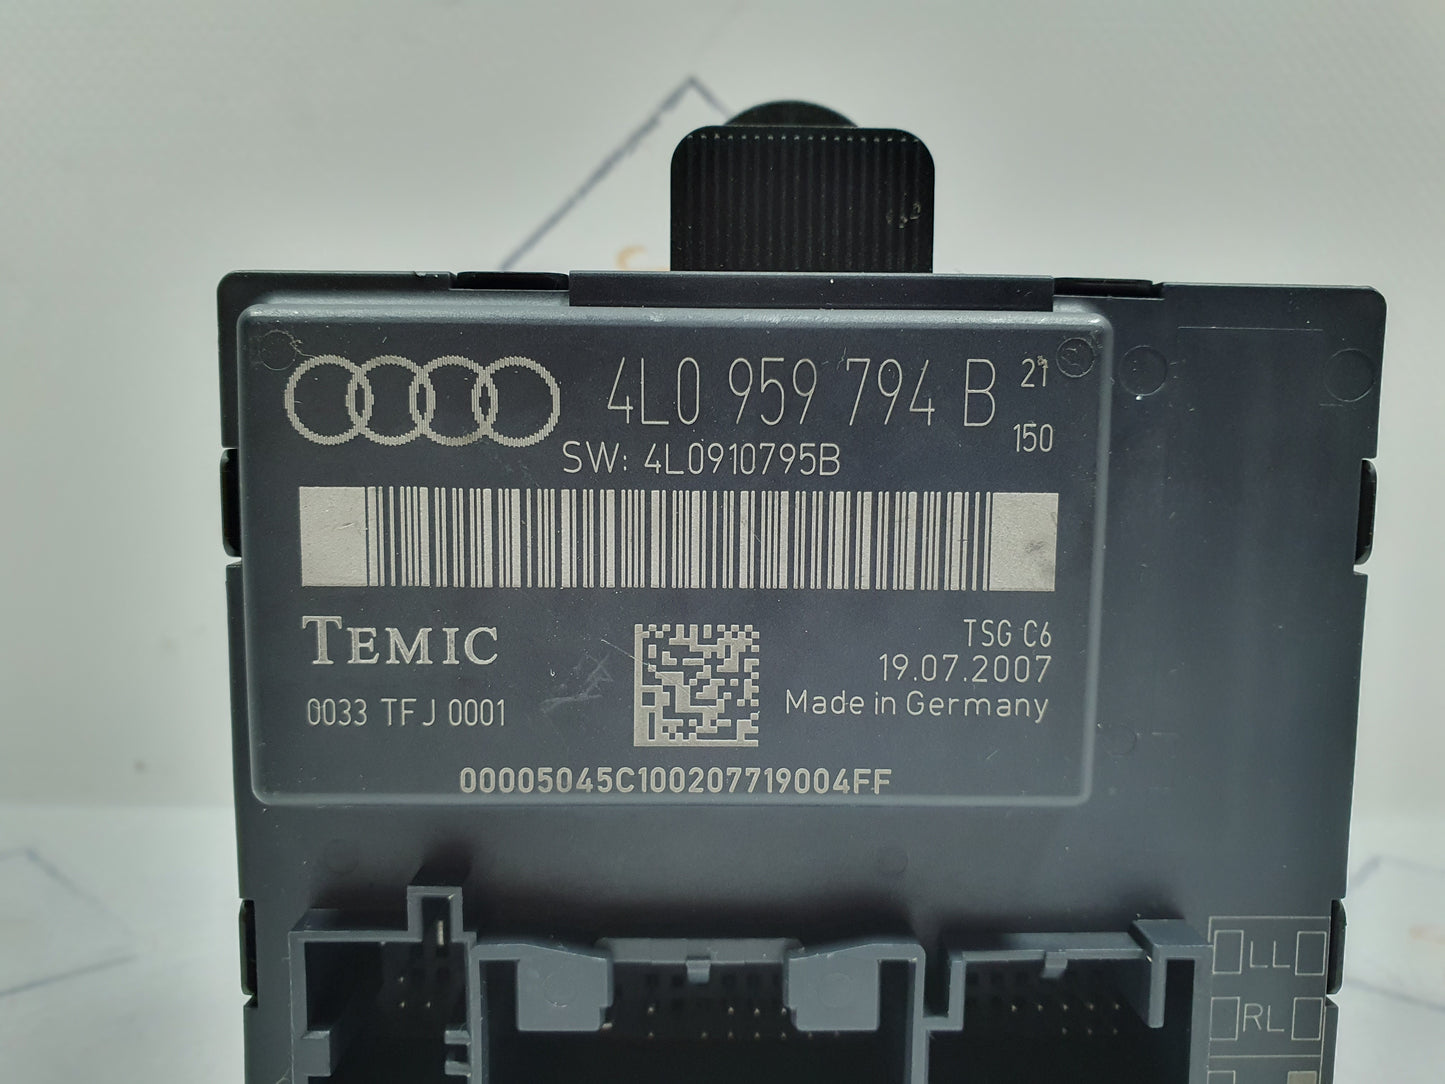 4L0 959 794 B 21
150
SW: 4L0910795B
TEMIC
TSG C6
19.07.2007
0033 TFJ 0001
Made in Germany
00005045C100207719004FF
LL
RL